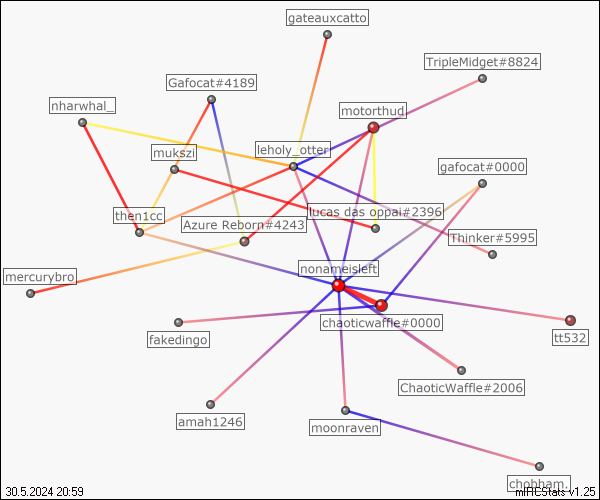 gateauxcatto
TripleMidget#8824
Gafocat#4189
nharwhal_
motorthud
mukszi
leholy_otter
gafocat#0000
then1cc
lucas das oppai#2396
Azure Reborn#4243
Thinker#5995
nonameisleft
mercurybro
chaoticwaffle#0000
fakedingo
tt532
ChaoticWaffle#2006
amah1246
moonraven
chobham.
30.5.2024 20:59
mIRCStats v1.25